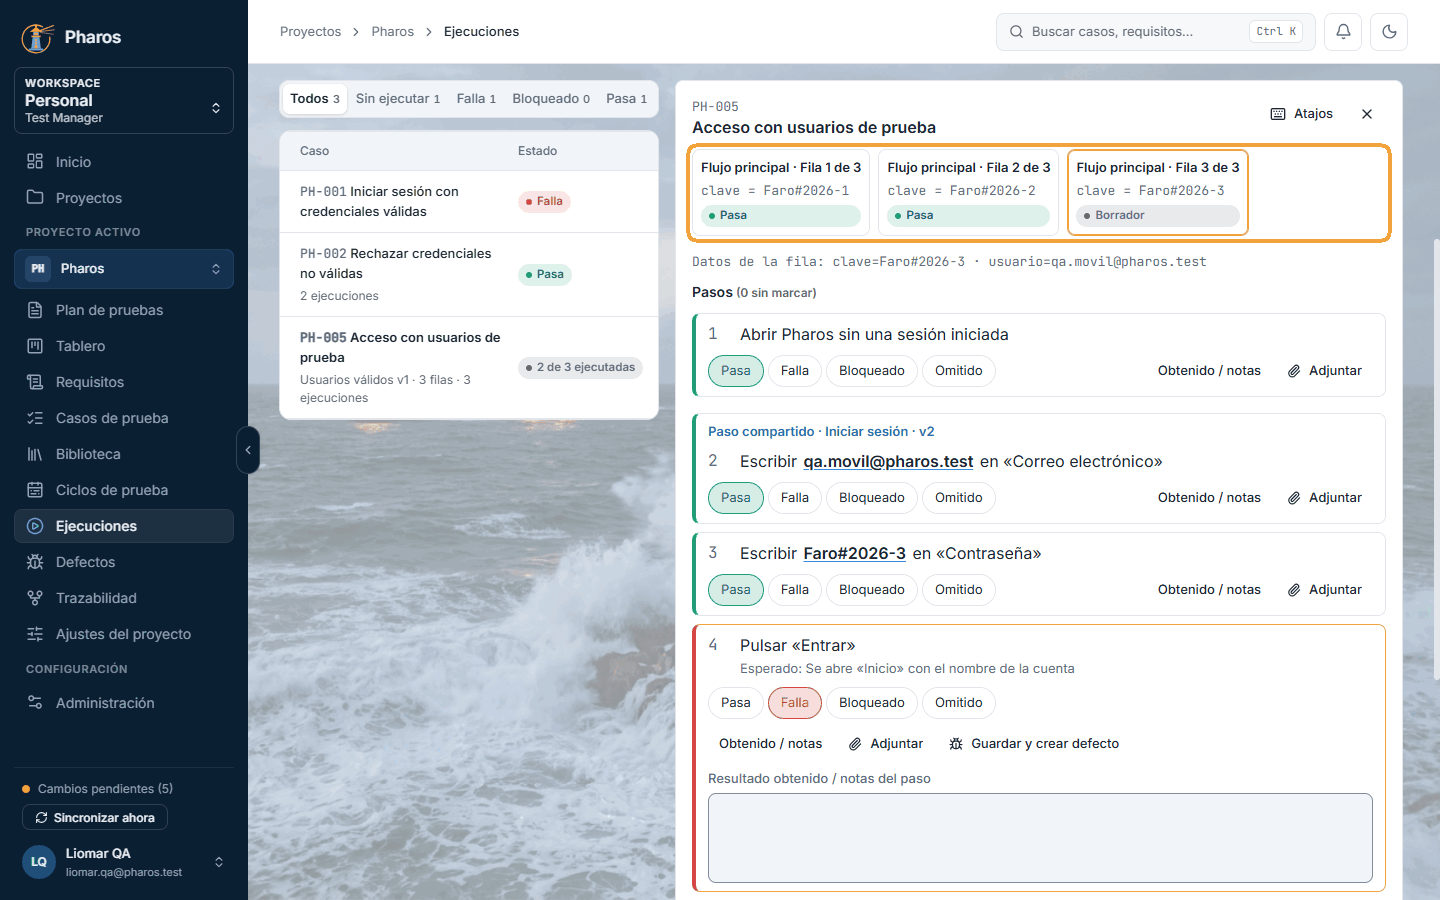 Pharos
WORKSPACE
Personal
Test Manager
Inicio
Proyectos
PROYECTO ACTIVO
PH Pharos
Plan de pruebas
Tablero
Requisitos
Casos de prueba
Biblioteca
Ciclos de prueba
Ejecuciones
Defectos
Trazabilidad
Ajustes del proyecto
CONFIGURACIÓN
Administración
Cambios pendientes (5)
Sincronizar ahora
LQ
Liomar QA
liomar.qa@pharos.test
Proyectos > Pharos > Ejecuciones
Buscar casos, requisitos... Ctrl K
Todos 3 Sin ejecutar 1 Falla 1 Bloqueado 0 Pasa 1
Caso Estado
PH-001 Iniciar sesión con
credenciales válidas
Falla
PH-002 Rechazar credenciales
no válidas
2 ejecuciones
Pasa
PH-005 Acceso con usuarios de
prueba
Usuarios válidos v1 · 3 filas · 3
ejecuciones
2 de 3 ejecutadas
PH-005
Acceso con usuarios de prueba
Atajos
Flujo principal · Fila 1 de 3
clave = Faro#2026-1
Pasa
Flujo principal · Fila 2 de 3
clave = Faro#2026-2
Pasa
Flujo principal · Fila 3 de 3
clave = Faro#2026-3
Borrador
Datos de la fila: clave=Faro#2026-3 · usuario=qa.movil@pharos.test
Pasos (0 sin marcar)
1 Abrir Pharos sin una sesión iniciada
Pasa Falla Bloqueado Omitido Obtenido / notas Adjuntar
Paso compartido · Iniciar sesión · v2
2 Escribir qa.movil@pharos.test en «Correo electrónico»
Pasa Falla Bloqueado Omitido Obtenido / notas Adjuntar
3 Escribir Faro#2026-3 en «Contraseña»
Pasa Falla Bloqueado Omitido Obtenido / notas Adjuntar
4 Pulsar «Entrar»
Esperado: Se abre «Inicio» con el nombre de la cuenta
Pasa Falla Bloqueado Omitido
Obtenido / notas Adjuntar Guardar y crear defecto
Resultado obtenido / notas del paso